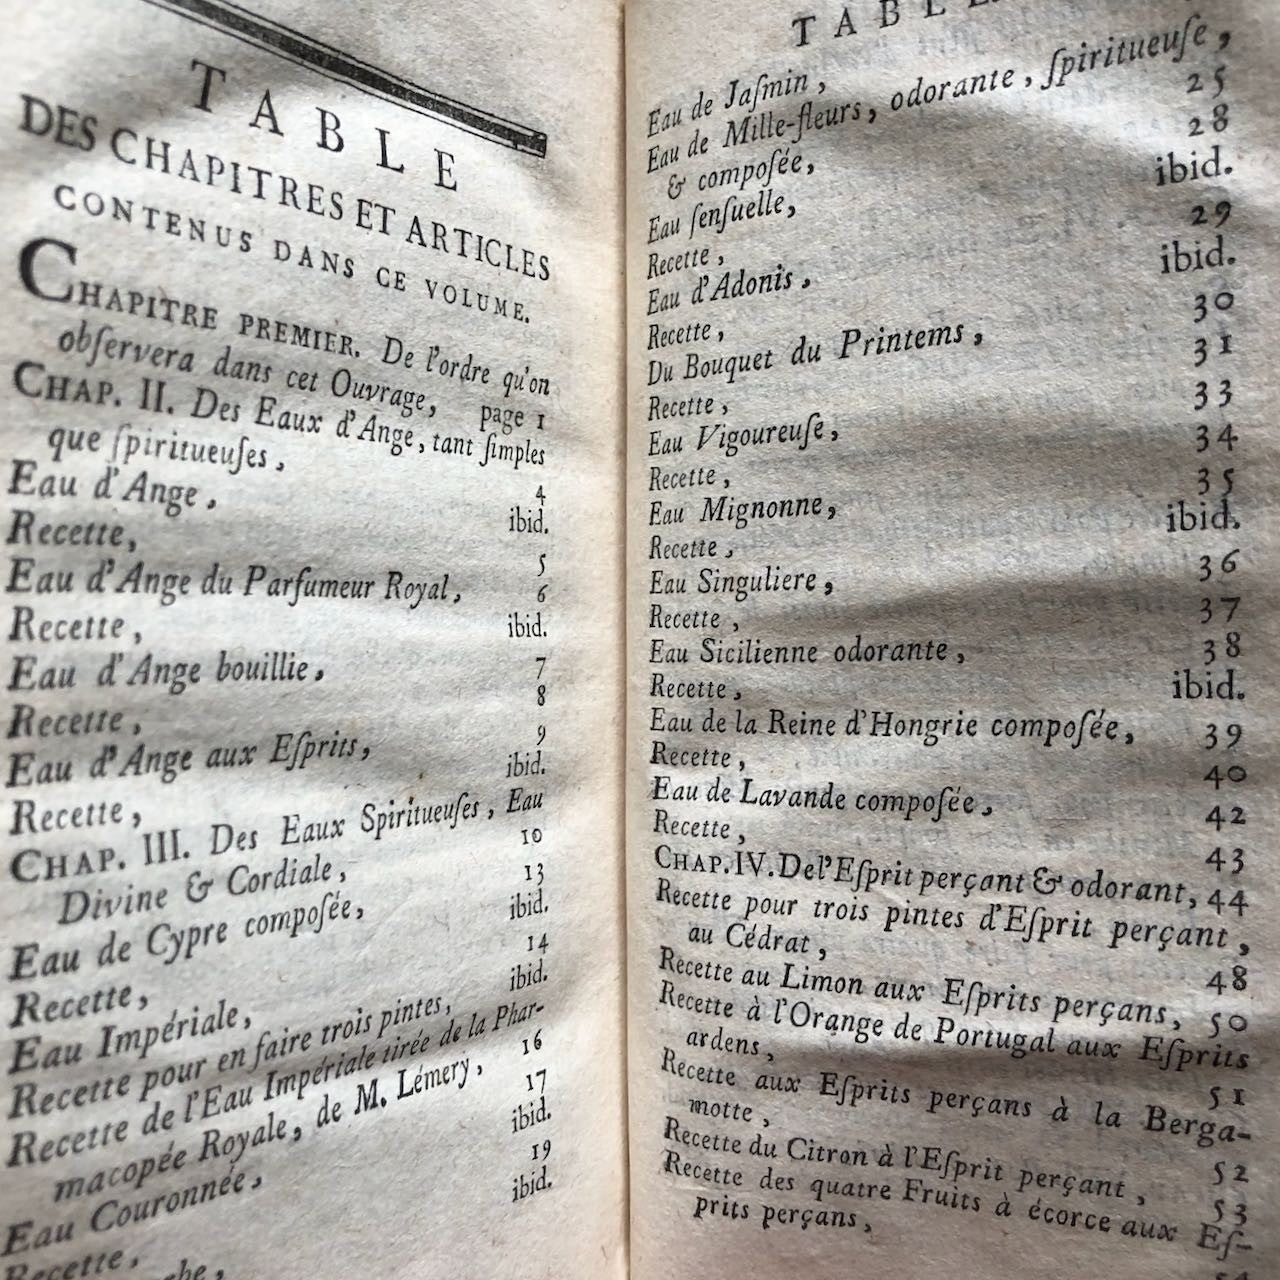 TABLE
DES CHAPITRES ET ARTICLES
CONTENUS DANS CE VOLUME.
CHAPITRE PREMIER. De l'ordre qu'on
obſervera dans cet Ouvrage, page 1
CHAP. II. Des Eaux d'Ange, tant ſimples
que ſpiritueuſes, 4
Eau d'Ange, ibid.
Recette, 5
Eau d'Ange du Parfumeur Royal, 6
Recette, ibid.
Eau d'Ange bouillie, 7
Recette, 8
Eau d'Ange aux Eſprits, 9
Recette, ibid.
CHAP. III. Des Eaux Spiritueuſes, Eau
Divine & Cordiale, 10
Eau de Cypre compoſée, 13
Recette, ibid.
Eau Impériale, 14
Recette pour en faire trois pintes, ibid.
Recette de l'Eau Impériale tirée de la Phar-
macopée Royale, de M. Lémery, 16
Eau Couronnée, 17
Recette, ibid.
19
ibid.
TABLE
Eau de Jaſmin,
Eau de Mille-fleurs, odorante, ſpiritueuſe,
& compoſée, 25
Eau ſenſuelle, 28
Recette, ibid.
Eau d'Adonis, 29
Recette, ibid.
Du Bouquet du Printems, 30
Recette, 31
Eau Vigoureuſe, 33
Recette, 34
Eau Mignonne, 35
Recette, ibid.
Eau Singuliere, 36
Recette, 37
Eau Sicilienne odorante, 38
Recette, ibid.
Eau de la Reine d'Hongrie compoſée, 39
Recette, 40
Eau de Lavande compoſée, 42
Recette, 43
CHAP. IV. De l'Eſprit perçant & odorant, 44
Recette pour trois pintes d'Eſprit perçant,
au Cédrat, 48
Recette au Limon aux Eſprits perçans, 50
Recette à l'Orange de Portugal aux Eſprits
ardens, 51
Recette aux Eſprits perçans à la Berga-
motte, 52
Recette du Citron à l'Eſprit perçant, 53
Recette des quatre Fruits à écorce aux Eſ-
prits perçans, 54